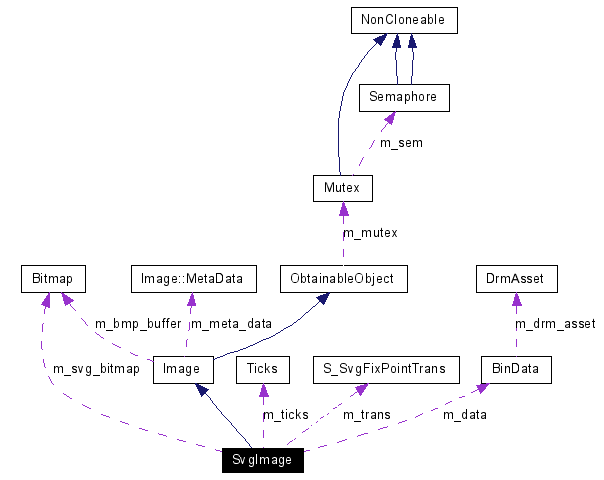 NonCloneable
Semaphore
m_sem
Mutex
m_mutex
Bitmap
Image::MetaData
ObtainableObject
DrmAsset
m_bmp_buffer
m_meta_data
m_drm_asset
m_svg_bitmap
Image
Ticks
S_SvgFixPointTrans
BinData
m_ticks
m_trans
m_data
SvgImage